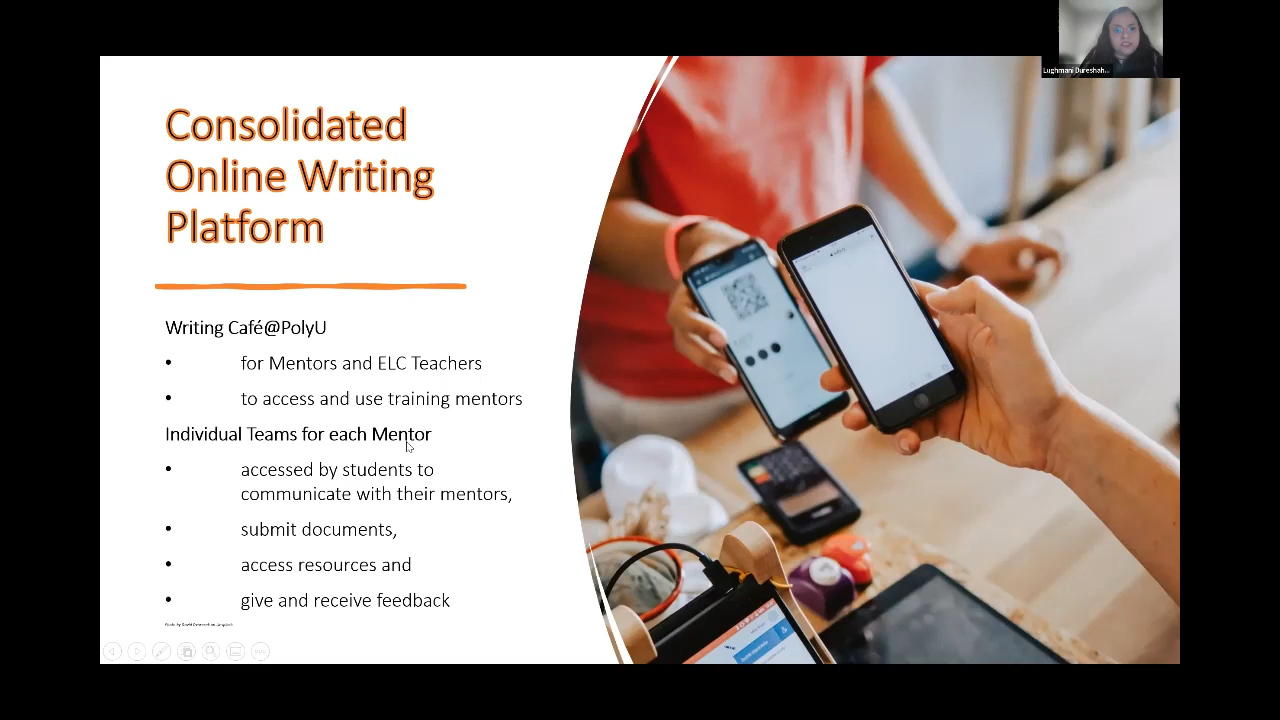 Lughmani Dureshah...
Consolidated
Online Writing
Platform
Writing Café@PolyU
• for Mentors and ELC Teachers
• to access and use training mentors
Individual Teams for each Mentor
• accessed by students to
communicate with their mentors,
• submit documents,
• access resources and
• give and receive feedback